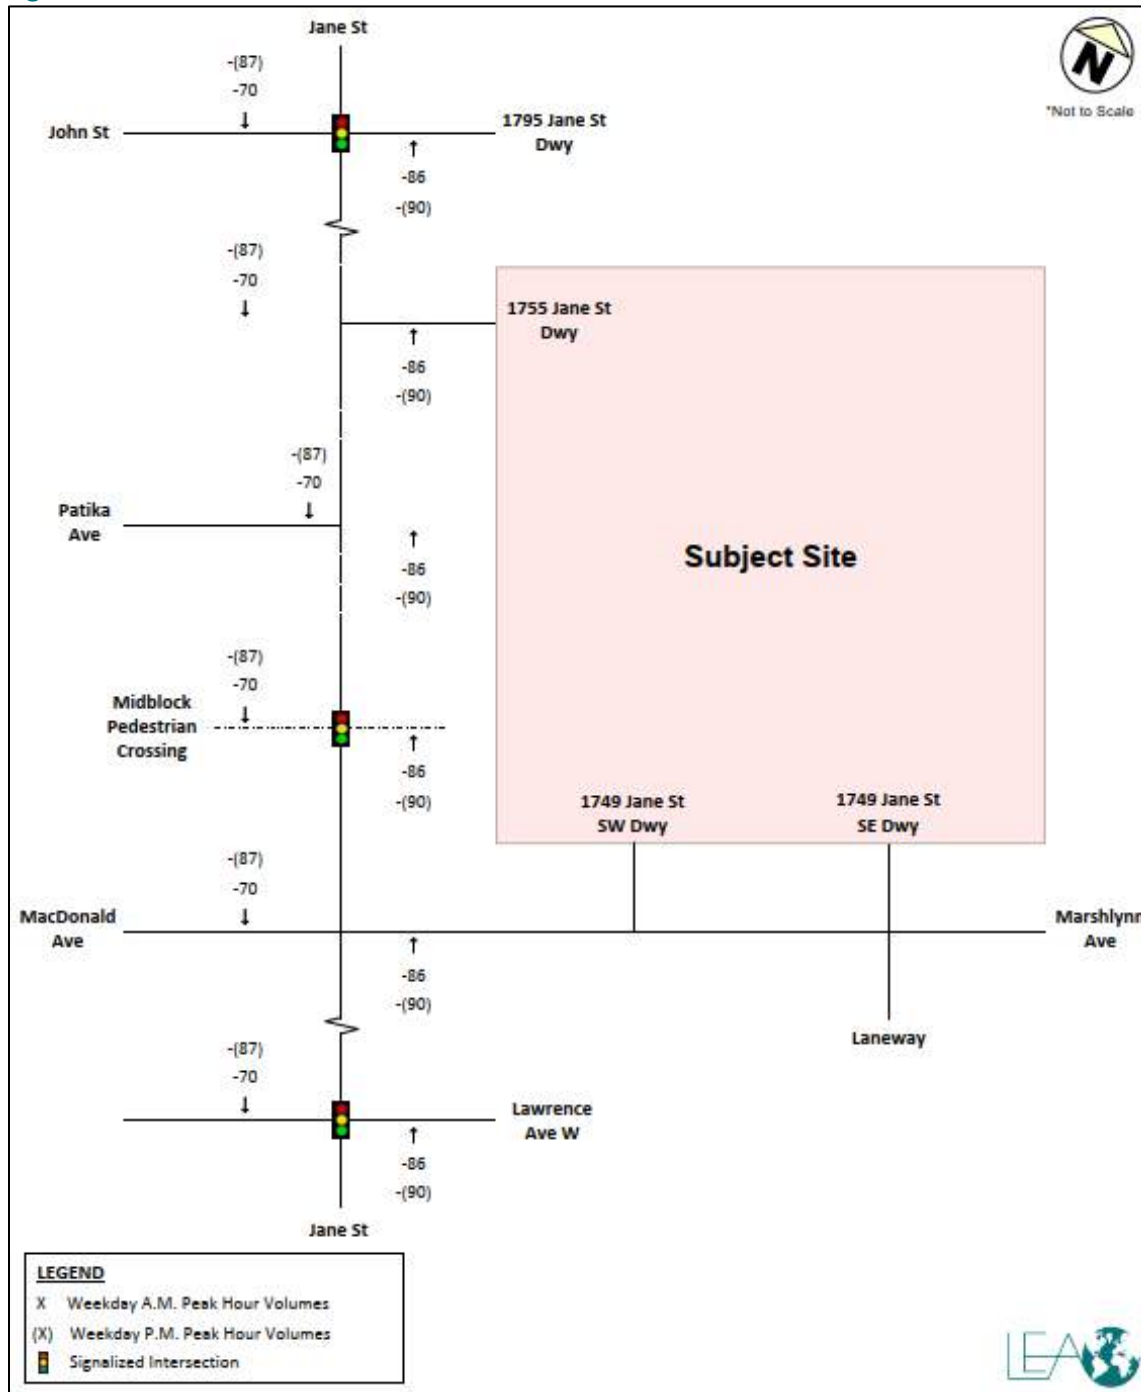 Jane St
-(87)
-70
↓
John St
1795 Jane St
Dwy
↑
-86
-(90)
N
*Not to Scale
-(87)
-70
↓
1755 Jane St
Dwy
↑
-86
-(90)
-(87)
-70
↓
Patika
Ave
↑
-86
-(90)
Subject Site
-(87)
-70
↓
Midblock
Pedestrian
Crossing
↑
-86
-(90)
1749 Jane St
SW Dwy
1749 Jane St
SE Dwy
-(87)
-70
↓
MacDonald
Ave
↑
-86
-(90)
Marshlynn
Ave
Laneway
-(87)
-70
↓
Lawrence
Ave W
↑
-86
-(90)
Jane St
LEGEND
X Weekday A.M. Peak Hour Volumes
(X) Weekday P.M. Peak Hour Volumes
Signalized Intersection
LEA